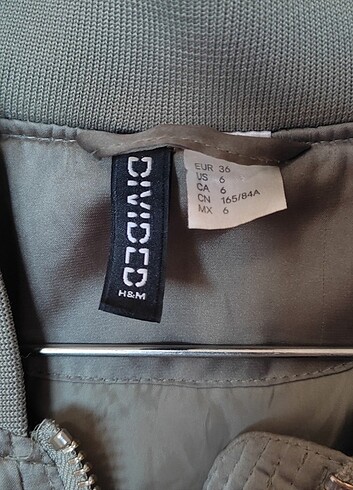 DIVIDED
H&M
EUR 36
US 6
CA 6
CN 165/84A
MX 6